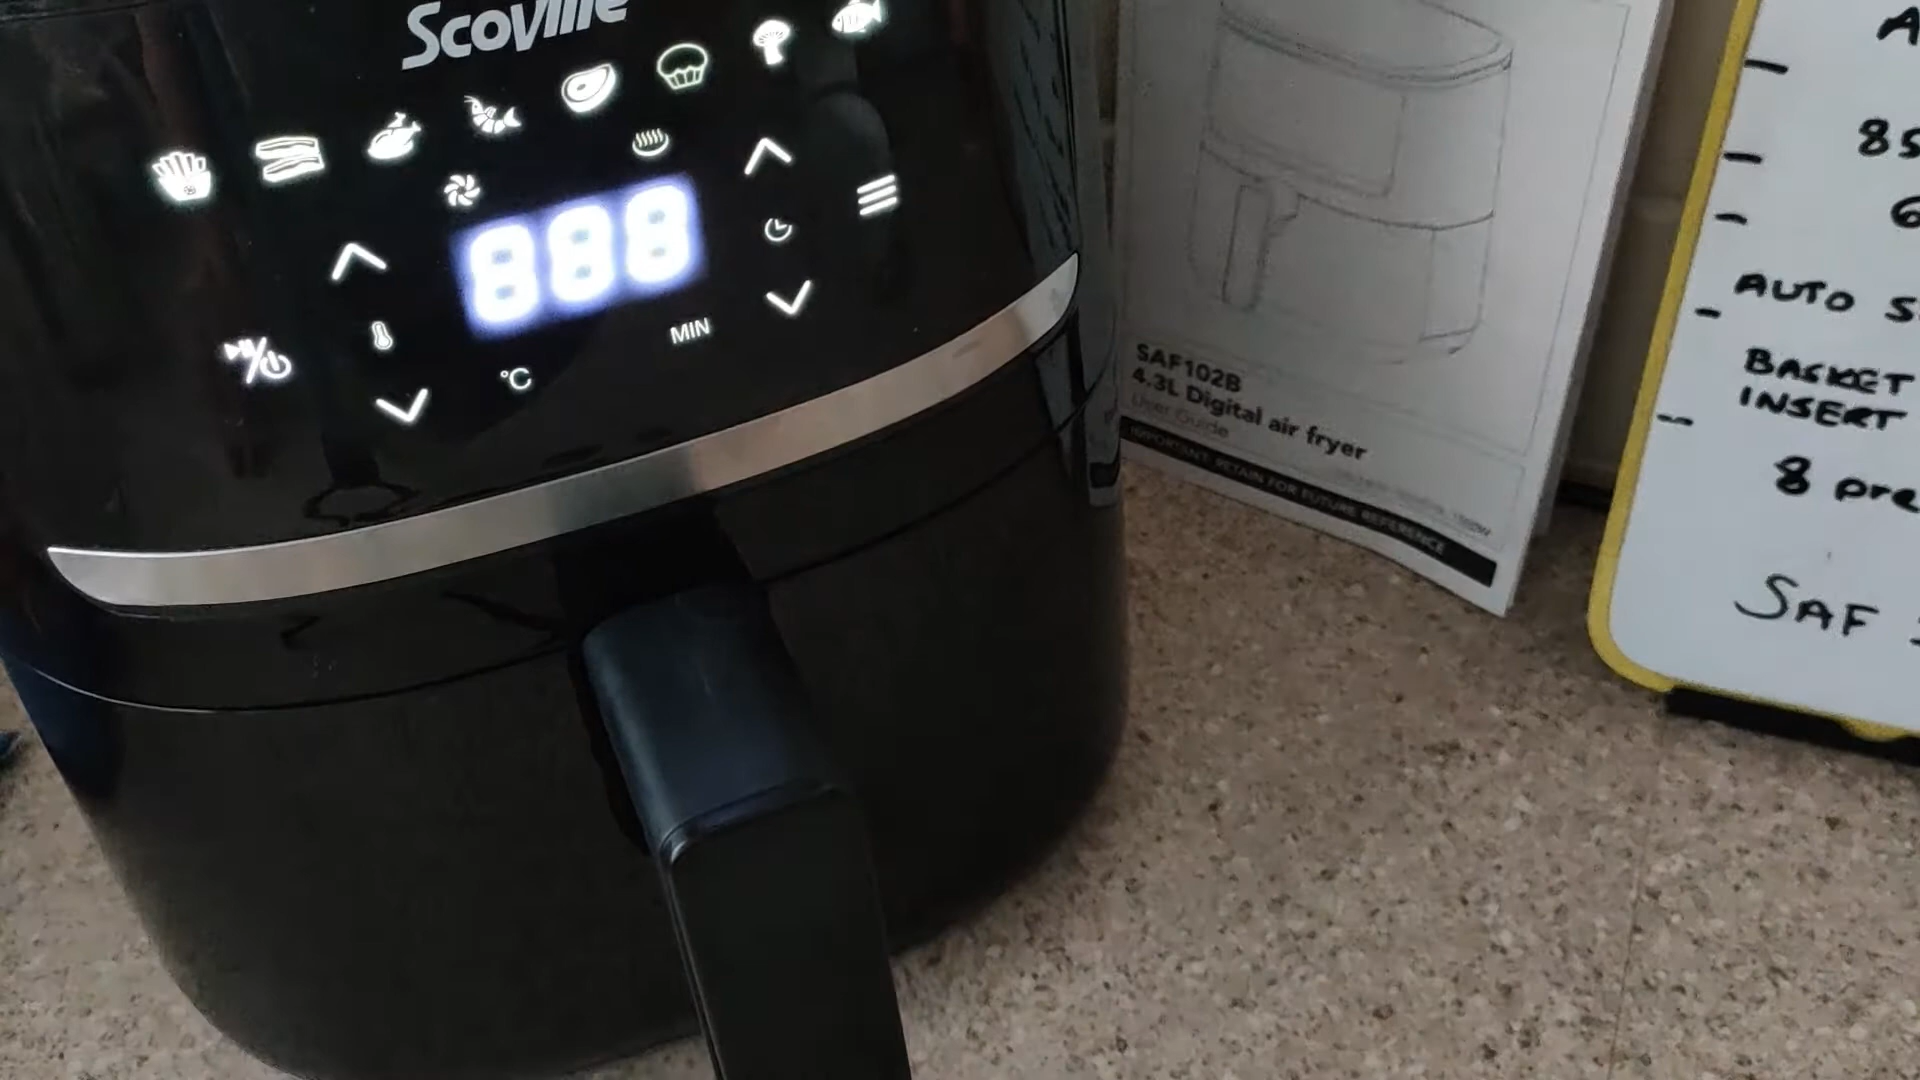 Scoville
888
MIN
°C
SAF102B
4.3L Digital air fryer
User Guide
IMPORTANT: RETAIN FOR FUTURE REFERENCE
A
85
6
AUTO S
BASKET
INSERT
8 pre
SAF